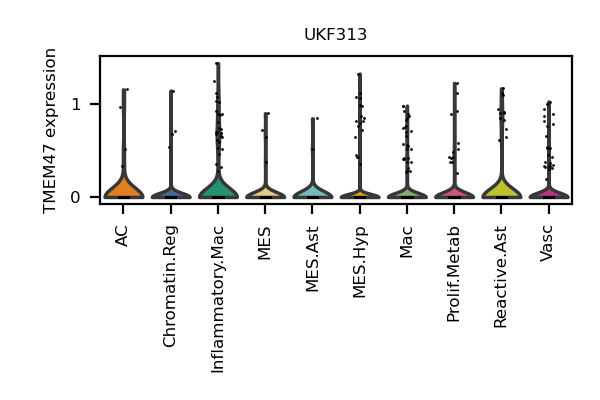 UKF313
TMEM47 expression
1
0
AC
Chromatin.Reg
Inflammatory.Mac
MES
MES.Ast
MES.Hyp
Mac
Prolif.Metab
Reactive.Ast
Vasc